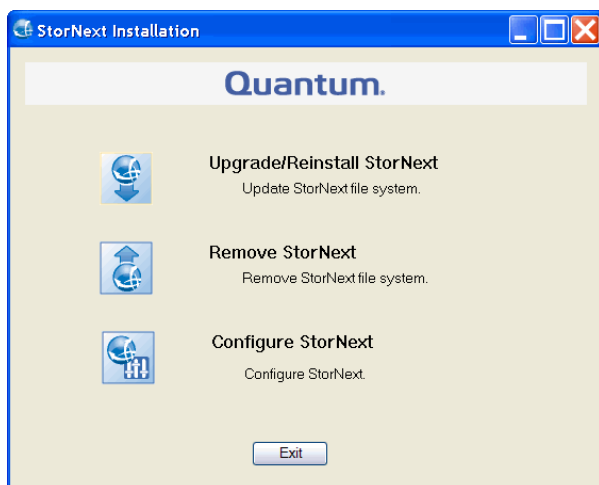 StorNext Installation
Quantum.
Upgrade/Reinstall StorNext
Update StorNext file system.
Remove StorNext
Remove StorNext file system.
Configure StorNext
Configure StorNext.
Exit